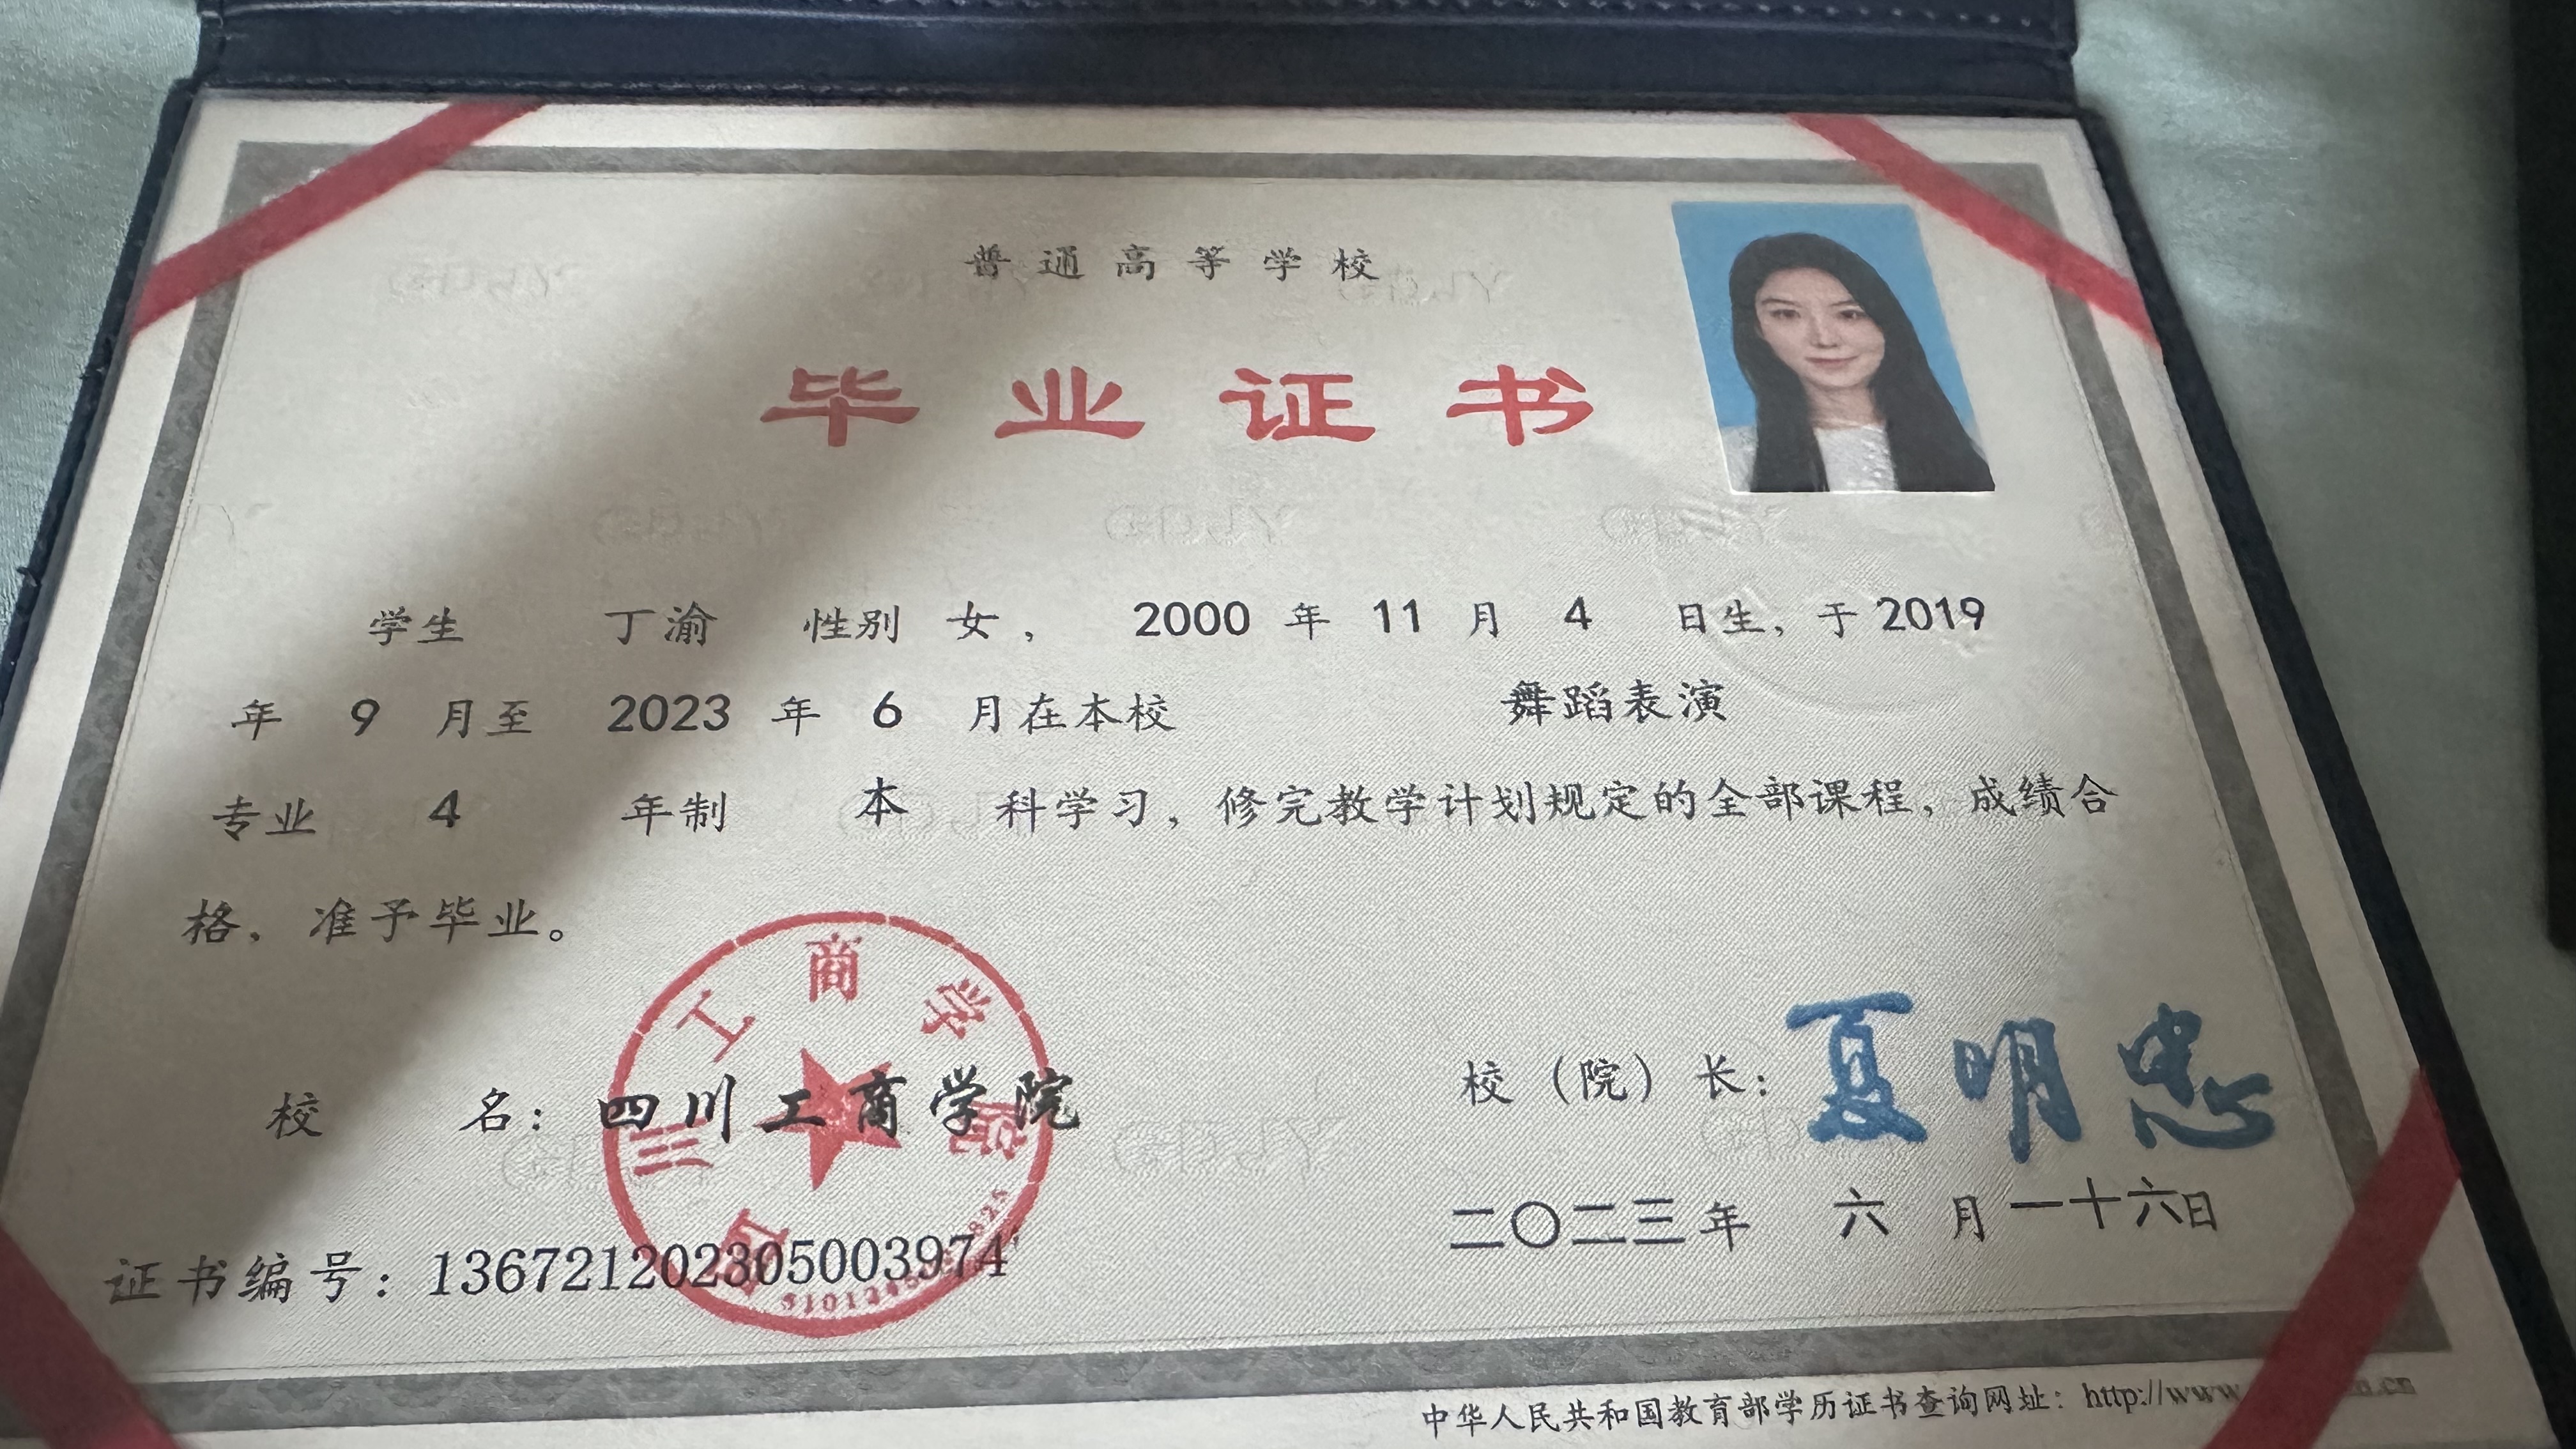 普通高等学校
毕业证书
学生 丁渝 性别 女，2000 年 11 月 4 日生，于 2019
年 9 月至 2023 年 6 月在本校 舞蹈表演
专业 4 年制 本 科学习，修完教学计划规定的全部课程，成绩合
格，准予毕业。
四川工商学院
校 名：四川工商学院
校（院）长：夏明忠
二〇二三年 六 月一十六日
证书编号：136721202305003974
中华人民共和国教育部学历证书查询网址：http://www.